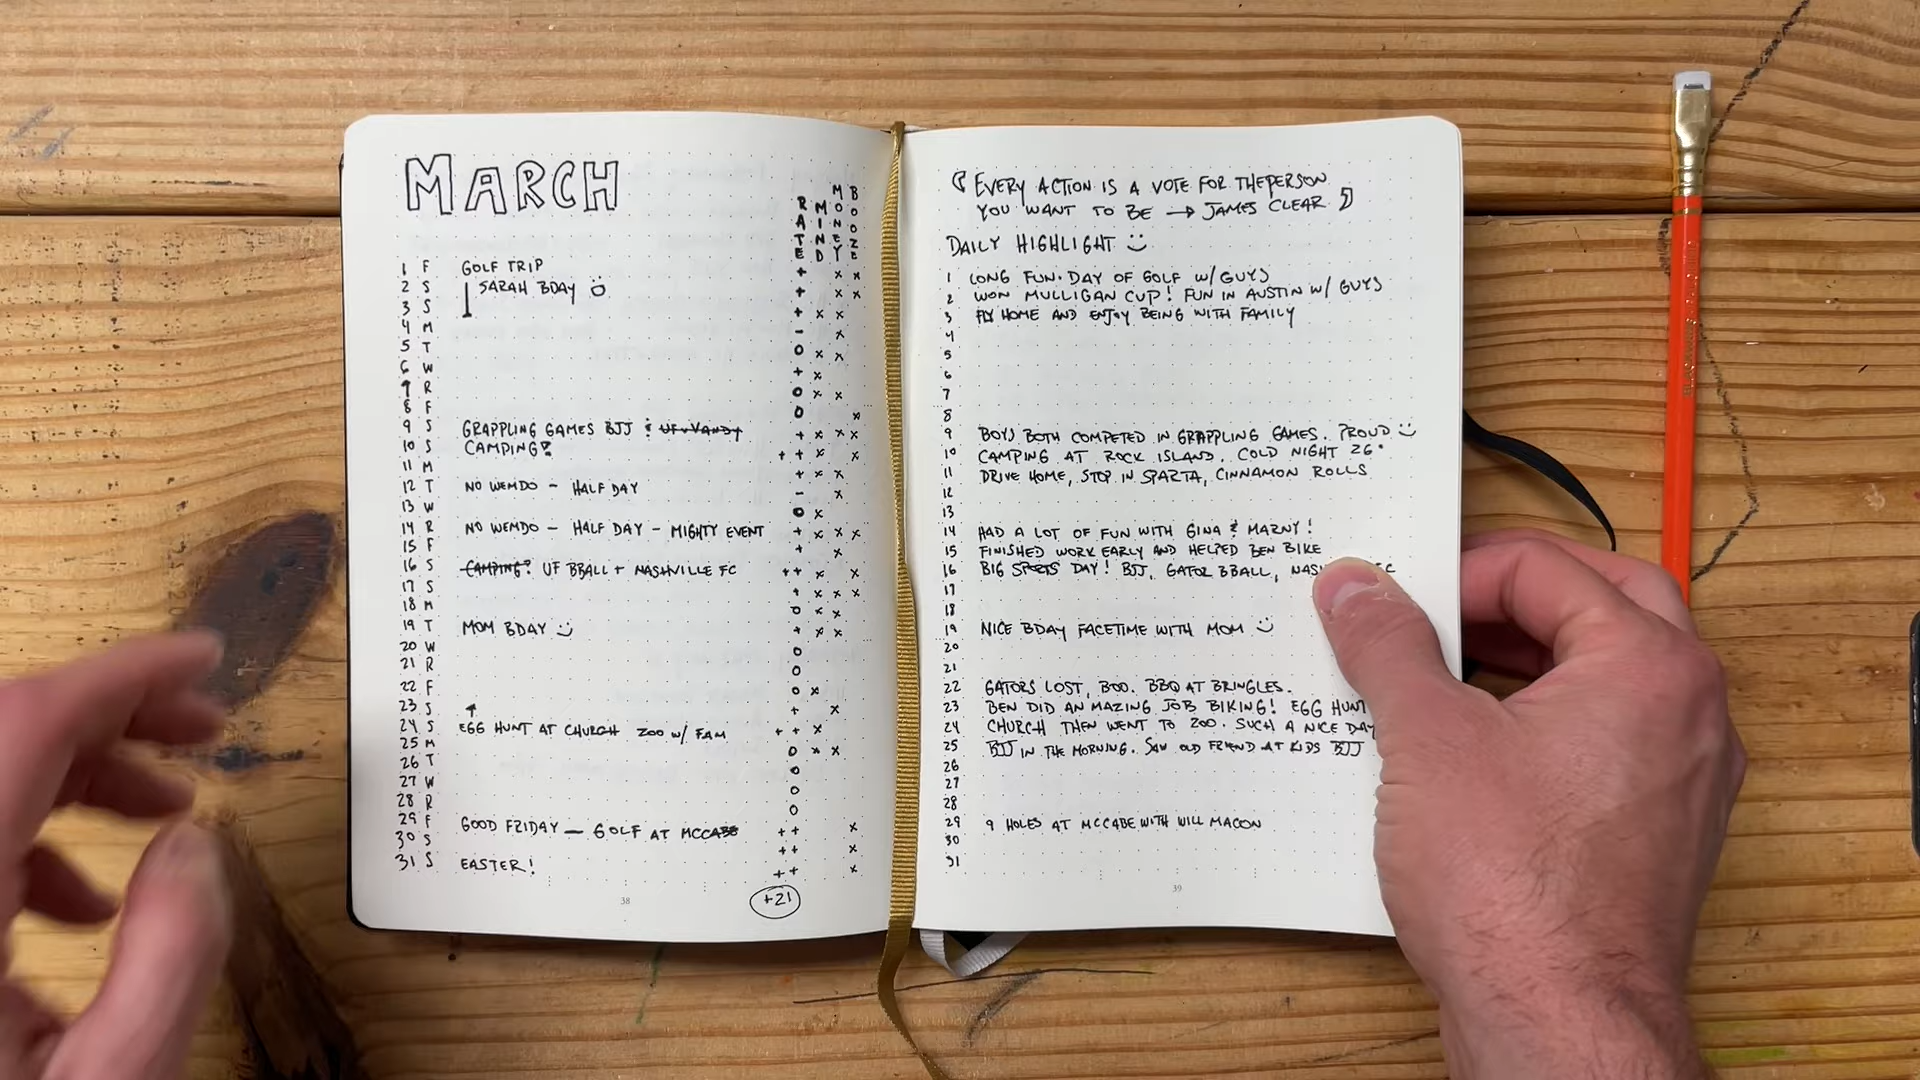 MARCH
RATE
MIND
MONEY
BOOZE
1 F GOLF TRIP + x x
2 S SARAH BDAY + x x
3 S + x x
4 M - x
5 T O x x
6 W + x
7 R O x x
8 F O x
9 S GRAPPLING GAMES BJJ & UF v VANDY + x x x
10 S CAMPING? ++ x x
11 M + x x
12 T NO WEMDO - HALF DAY - x
13 W O x
14 R NO WEMDO - HALF DAY - MIGHTY EVENT + x x x
15 F + x
16 S CAMPING? UF BBALL + NASHVILLE FC ++ x x
17 S + x x x
18 M O x x
19 T MOM BDAY + x x
20 W O
21 R O
22 F O x
23 S + x
24 S EGG HUNT AT CHURCH ZOO W/ FAM ++ x
25 M O x x
26 T O
27 W O
28 R O
29 F GOOD FRIDAY — GOLF AT MCCABE ++ x
30 S ++ x
31 S EASTER! ++ x
+21
38
"EVERY ACTION IS A VOTE FOR THE PERSON
YOU WANT TO BE → JAMES CLEAR"
DAILY HIGHLIGHT
1 LONG FUN DAY OF GOLF W/ GUYS
2 WON MULLIGAN CUP! FUN IN AUSTIN W/ GUYS
3 FLY HOME AND ENJOY BEING WITH FAMILY
4
5
6
7
8
9 BOYS BOTH COMPETED IN GRAPPLING GAMES. PROUD
10 CAMPING AT ROCK ISLAND. COLD NIGHT 26°
11 DRIVE HOME, STOP IN SPARTA, CINNAMON ROLLS
12
13
14 HAD A LOT OF FUN WITH GINA & MARNY!
15 FINISHED WORK EARLY AND HELPED BEN BIKE
16 BIG SPORTS DAY! BJJ, GATOR BBALL,
17
18
19 NICE BDAY FACETIME WITH MOM
20
21
22 GATORS LOST, BOO. BBQ AT BRINGLES.
23 BEN DID AN MAZING JOB BIKING! EGG HUNT
24 CHURCH THEN WENT TO ZOO. SUCH A NICE DAY
25 BJJ IN THE MORNING. SAW OLD FRIEND AT KIDS BJJ
26
27
28
29 9 HOLES AT MCCABE WITH WILL MACON
30
31
39